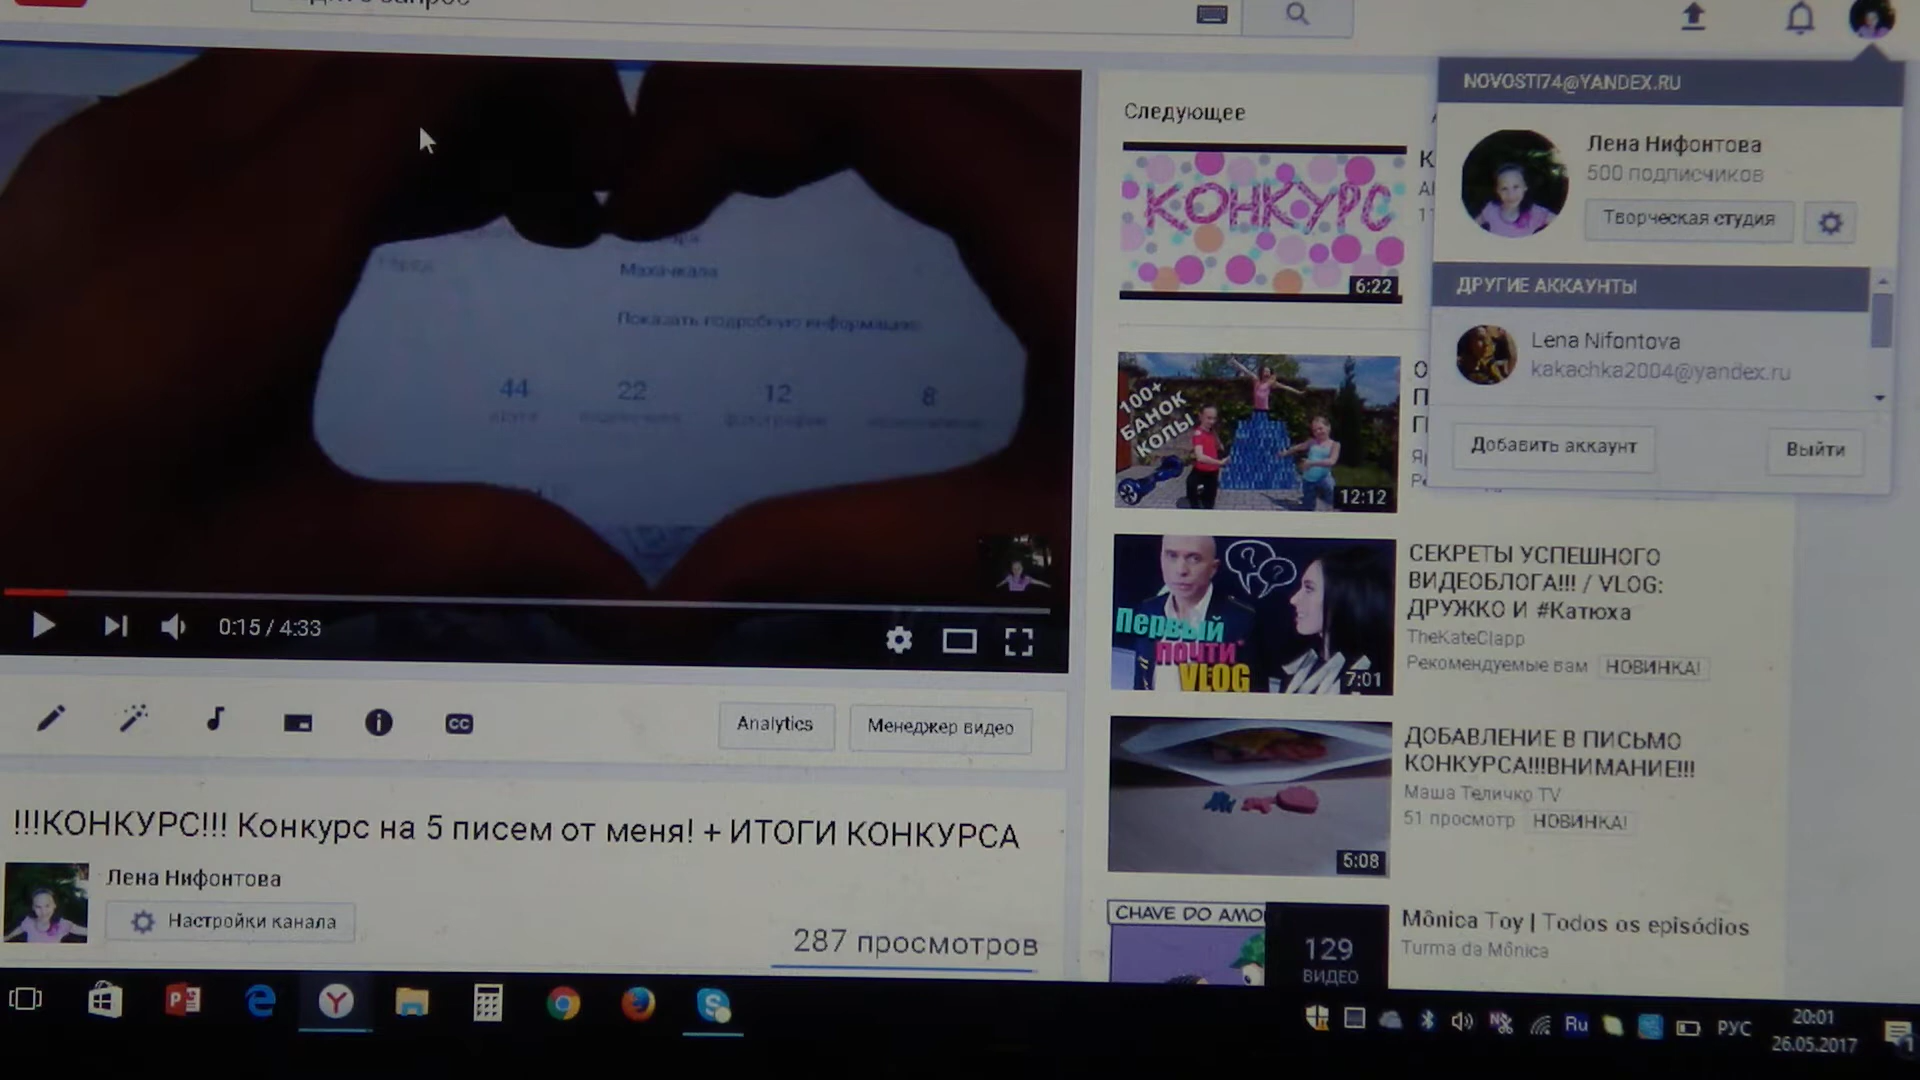 NOVOSTI74@YANDEX.RU
Лена Нифонтова
500 подписчиков
Творческая студия
ДРУГИЕ АККАУНТЫ
Lena Nifontova
kakachka2004@yandex.ru
Добавить аккаунт
Выйти
Махачкала
Показать подробную информацию
44
22
12
8
0:15 / 4:33
Analytics
Менеджер видео
!!!КОНКУРС!!! Конкурс на 5 писем от меня! + ИТОГИ КОНКУРСА
Лена Нифонтова
Настройки канала
287 просмотров
Следующее
КОНКУРС
6:22
100+
БАНОК
КОЛЫ
12:12
Первый
почти
VLOG
7:01
СЕКРЕТЫ УСПЕШНОГО
ВИДЕОБЛОГА!!! / VLOG:
ДРУЖКО И #Катюха
TheKateClapp
Рекомендуемые вам НОВИНКА!
5:08
ДОБАВЛЕНИЕ В ПИСЬМО
КОНКУРСА!!!ВНИМАНИЕ!!!
Маша Теличко TV
51 просмотр НОВИНКА!
CHAVE DO AMO
129
ВИДЕО
Mônica Toy | Todos os episódios
Turma da Mônica
Ru
РУС
20:01
26.05.2017